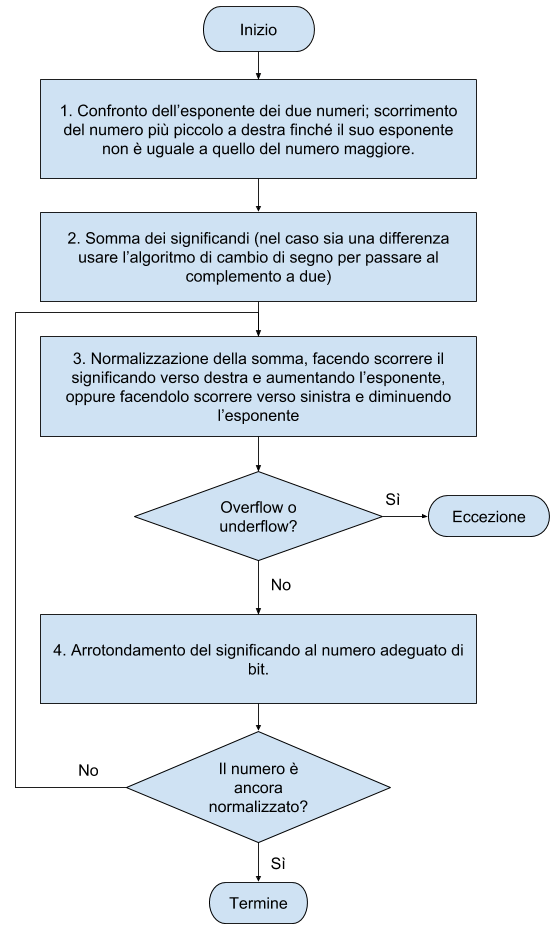 Inizio
1. Confronto dell'esponente dei due numeri; scorrimento
del numero più piccolo a destra finché il suo esponente
non è uguale a quello del numero maggiore.
2. Somma dei significandi (nel caso sia una differenza
usare l'algoritmo di cambio di segno per passare al
complemento a due)
3. Normalizzazione della somma, facendo scorrere il
significando verso destra e aumentando l'esponente,
oppure facendolo scorrere verso sinistra e diminuendo
l'esponente
Overflow o
underflow?
Sì
Eccezione
No
4. Arrotondamento del significando al numero adeguato di
bit.
Il numero è
ancora
normalizzato?
No
Sì
Termine